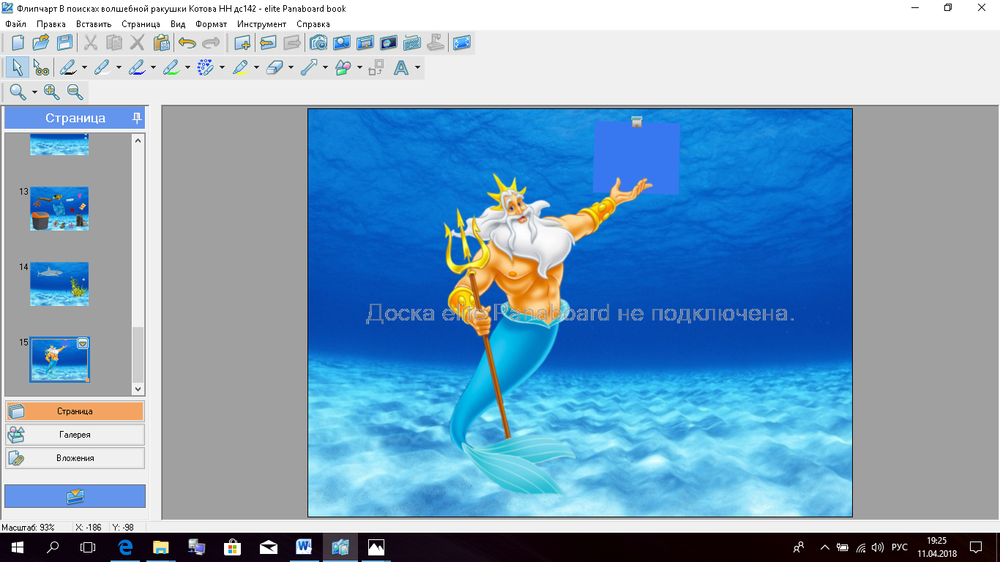 Флипчарт В поисках волшебной ракушки Котова НН дс142 - elite Panaboard book
Файл Правка Вставить Страница Вид Формат Инструмент Справка
Страница
13
14
15
Доска elite Panaboard не подключена.
Страница
Галерея
Вложения
Масштаб: 93% X: -186 Y: -98
РУС
19:25
11.04.2018